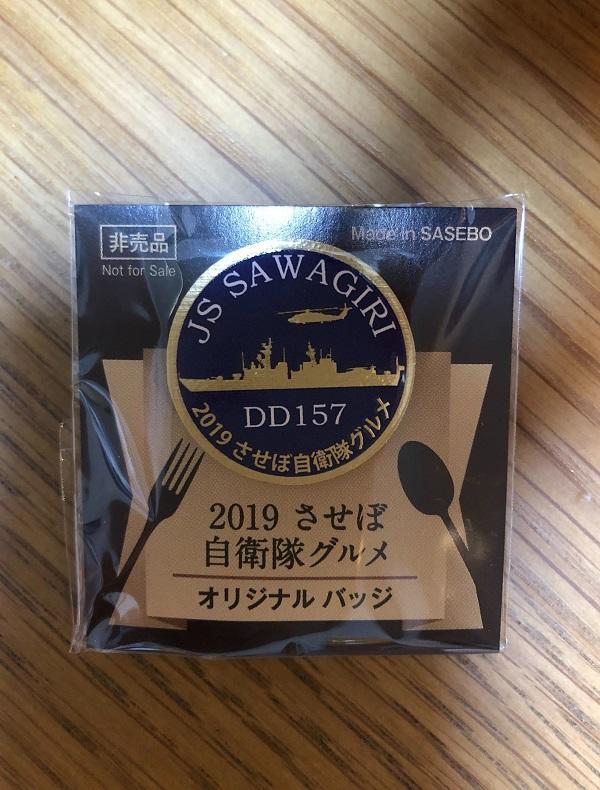 非売品
Not for Sale
Made in SASEBO
JS SAWAGIRI
DD157
2019 させぼ自衛隊グルメ
2019 させぼ
自衛隊グルメ
オリジナル バッジ